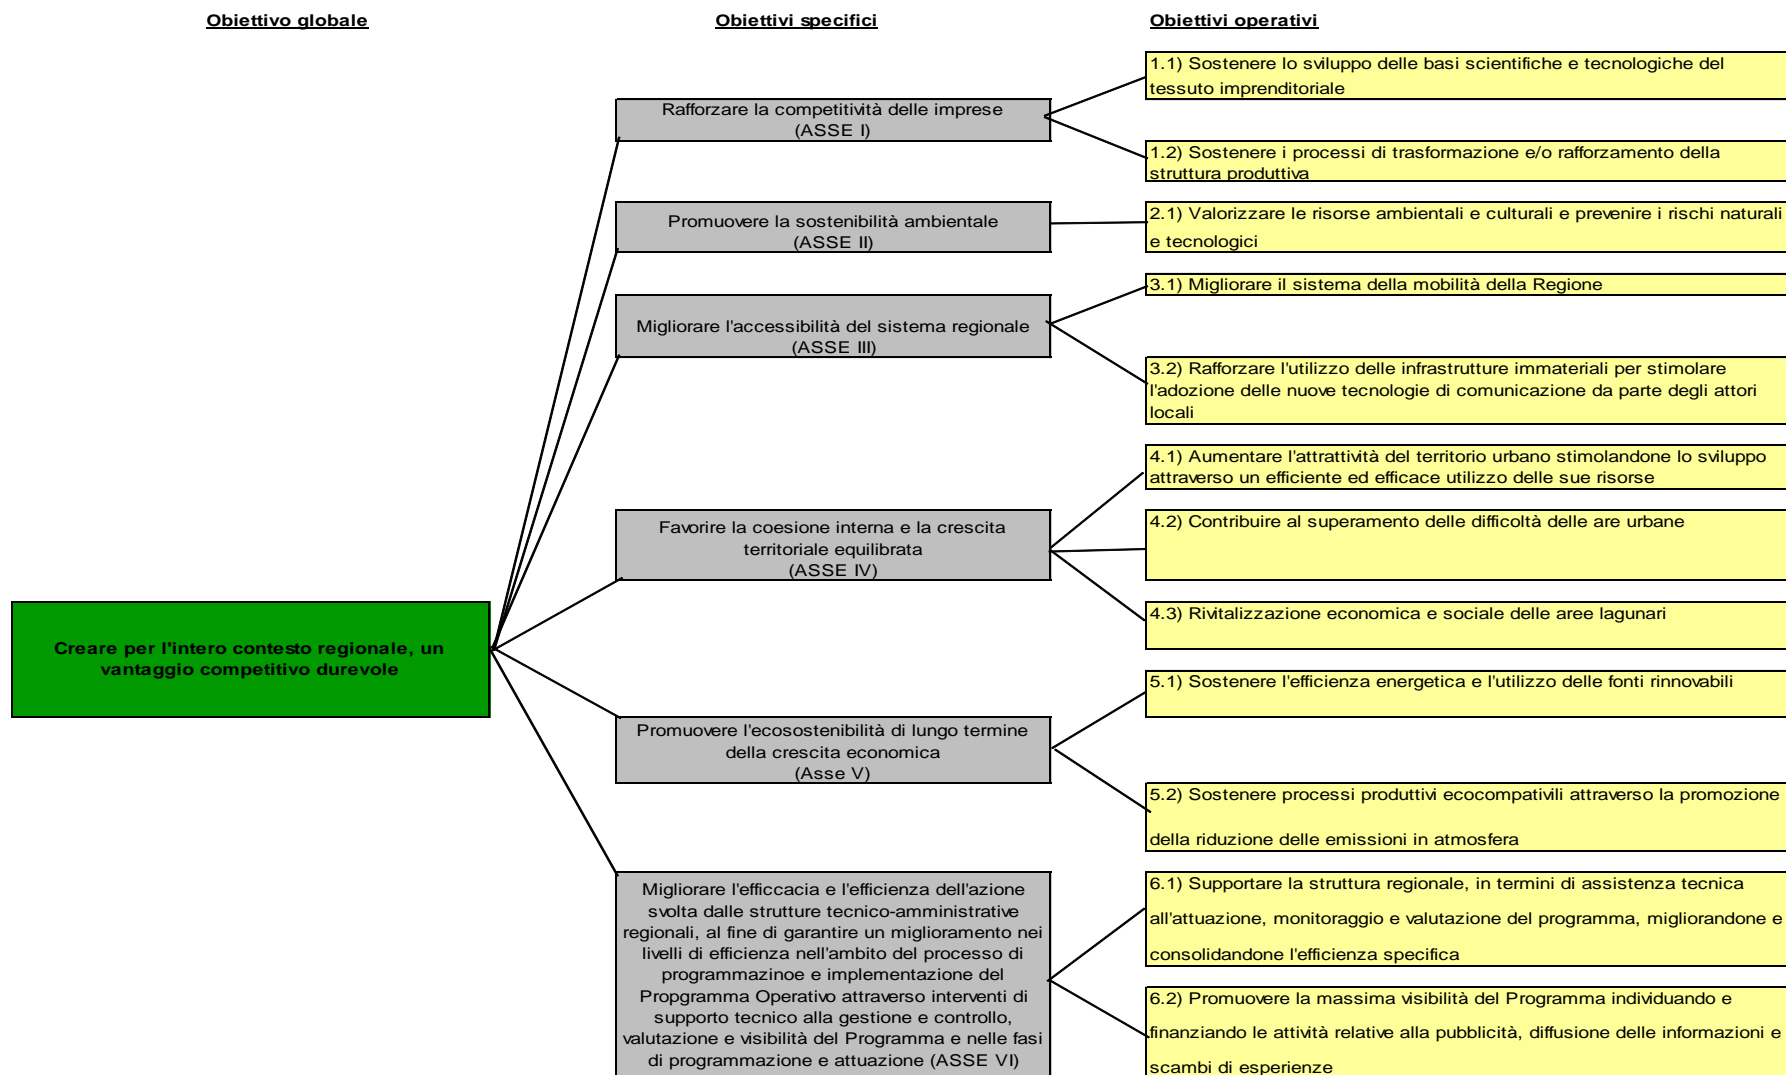 Obiettivo globale
Obiettivi specifici
Obiettivi operativi
Creare per l'intero contesto regionale, un
vantaggio competitivo durevole
Rafforzare la competitività delle imprese
(ASSE I)
1.1) Sostenere lo sviluppo delle basi scientifiche e tecnologiche del
tessuto imprenditoriale
1.2) Sostenere i processi di trasformazione e/o rafforzamento della
struttura produttiva
Promuovere la sostenibilità ambientale
(ASSE II)
2.1) Valorizzare le risorse ambientali e culturali e prevenire i rischi naturali
e tecnologici
Migliorare l'accessibilità del sistema regionale
(ASSE III)
3.1) Migliorare il sistema della mobilità della Regione
3.2) Rafforzare l'utilizzo delle infrastrutture immateriali per stimolare
l'adozione delle nuove tecnologie di comunicazione da parte degli attori
locali
Favorire la coesione interna e la crescita
territoriale equilibrata
(ASSE IV)
4.1) Aumentare l'attrattività del territorio urbano stimolandone lo sviluppo
attraverso un efficiente ed efficace utilizzo delle sue risorse
4.2) Contribuire al superamento delle difficoltà delle are urbane
4.3) Rivitalizzazione economica e sociale delle aree lagunari
Promuovere l'ecosostenibilità di lungo termine
della crescita economica
(Asse V)
5.1) Sostenere l'efficienza energetica e l'utilizzo delle fonti rinnovabili
5.2) Sostenere processi produttivi ecocompativili attraverso la promozione
della riduzione delle emissioni in atmosfera
Migliorare l'efficcacia e l'efficienza dell'azione
svolta dalle strutture tecnico-amministrative
regionali, al fine di garantire un miglioramento nei
livelli di efficienza nell'ambito del processo di
programmazinoe e implementazione del
Propgramma Operativo attraverso interventi di
supporto tecnico alla gestione e controllo,
valutazione e visibilità del Programma e nelle fasi
di programmazione e attuazione (ASSE VI)
6.1) Supportare la struttura regionale, in termini di assistenza tecnica
all'attuazione, monitoraggio e valutazione del programma, migliorandone e
consolidandone l'efficienza specifica
6.2) Promuovere la massima visibilità del Programma individuando e
finanziando le attività relative alla pubblicità, diffusione delle informazioni e
scambi di esperienze